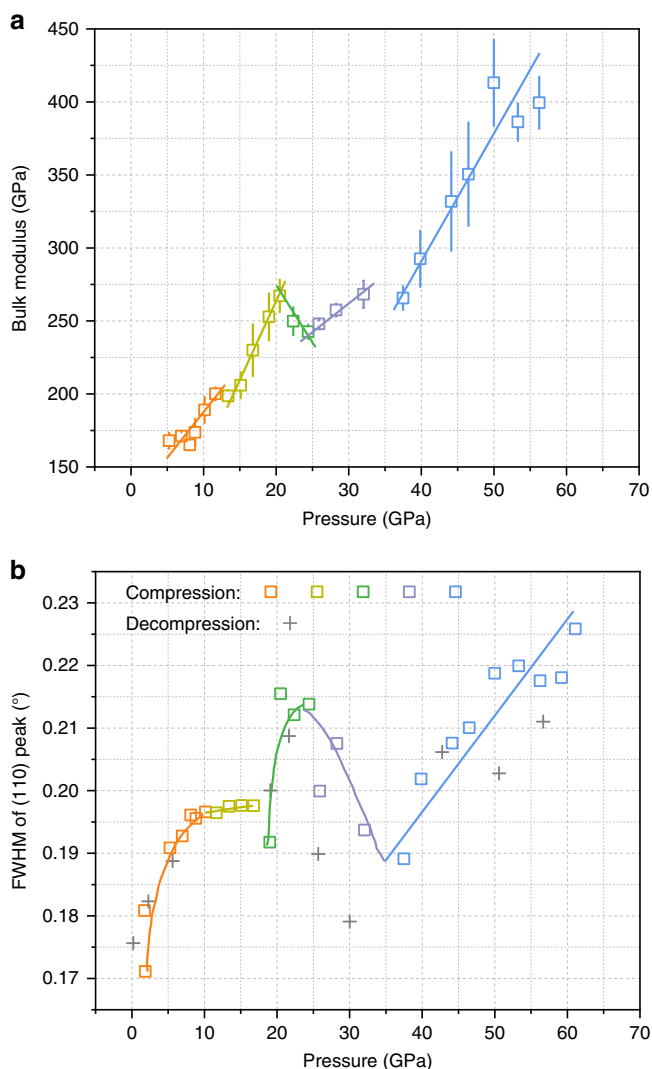 a
450
400
350
300
250
200
150
Bulk modulus (GPa)
0 10 20 30 40 50 60 70
Pressure (GPa)
b
Compression:
Decompression:
0.23
0.22
0.21
0.20
0.19
0.18
0.17
FWHM of (110) peak (°)
0 10 20 30 40 50 60 70
Pressure (GPa)